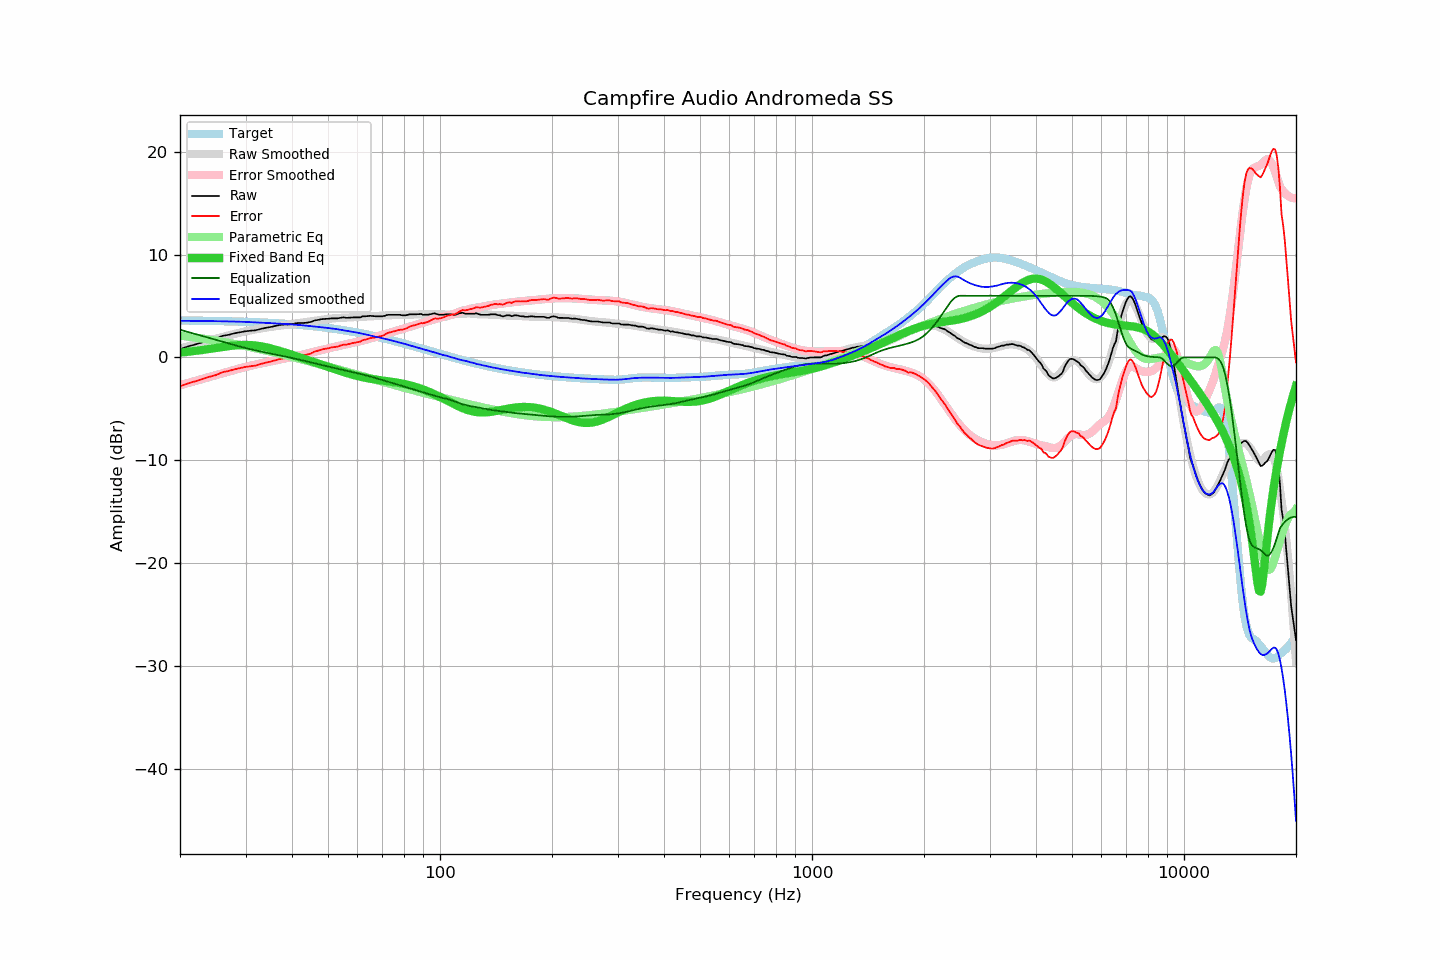 Campfire Audio Andromeda SS
Target
Raw Smoothed
Error Smoothed
Raw
Error
Parametric Eq
Fixed Band Eq
Equalization
Equalized smoothed
20
10
0
−10
−20
−30
−40
Amplitude (dBr)
100 1000 10000
Frequency (Hz)